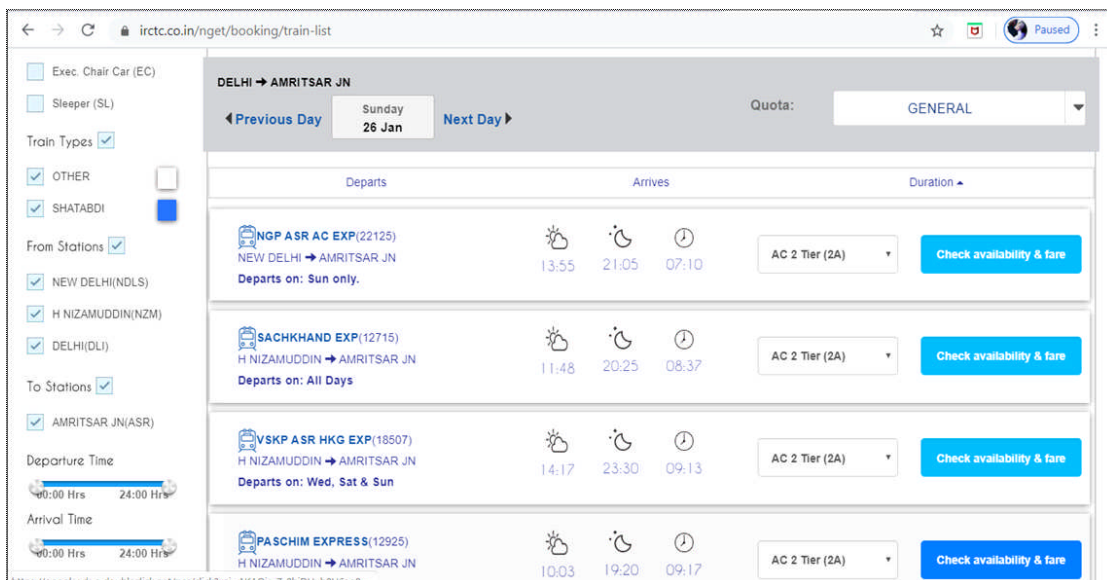 irctc.co.in/nget/booking/train-list
Paused
Exec. Chair Car (EC)
Sleeper (SL)
Train Types
OTHER
SHATABDI
From Stations
NEW DELHI(NDLS)
H NIZAMUDDIN(NZM)
DELHI(DLI)
To Stations
AMRITSAR JN(ASR)
Departure Time
00:00 Hrs 24:00 Hrs
Arrival Time
00:00 Hrs 24:00 Hrs
DELHI ➔ AMRITSAR JN
Previous Day
Sunday
26 Jan
Next Day
Quota:
GENERAL
Departs Arrives Duration
NGP ASR AC EXP(22125)
NEW DELHI ➔ AMRITSAR JN
Departs on: Sun only.
13:55 21:05 07:10
AC 2 Tier (2A)
Check availability & fare
SACHKHAND EXP(12715)
H NIZAMUDDIN ➔ AMRITSAR JN
Departs on: All Days
11:48 20:25 08:37
AC 2 Tier (2A)
Check availability & fare
VSKP ASR HKG EXP(18507)
H NIZAMUDDIN ➔ AMRITSAR JN
Departs on: Wed, Sat & Sun
14:17 23:30 09:13
AC 2 Tier (2A)
Check availability & fare
PASCHIM EXPRESS(12925)
H NIZAMUDDIN ➔ AMRITSAR JN
10:03 19:20 09:17
AC 2 Tier (2A)
Check availability & fare